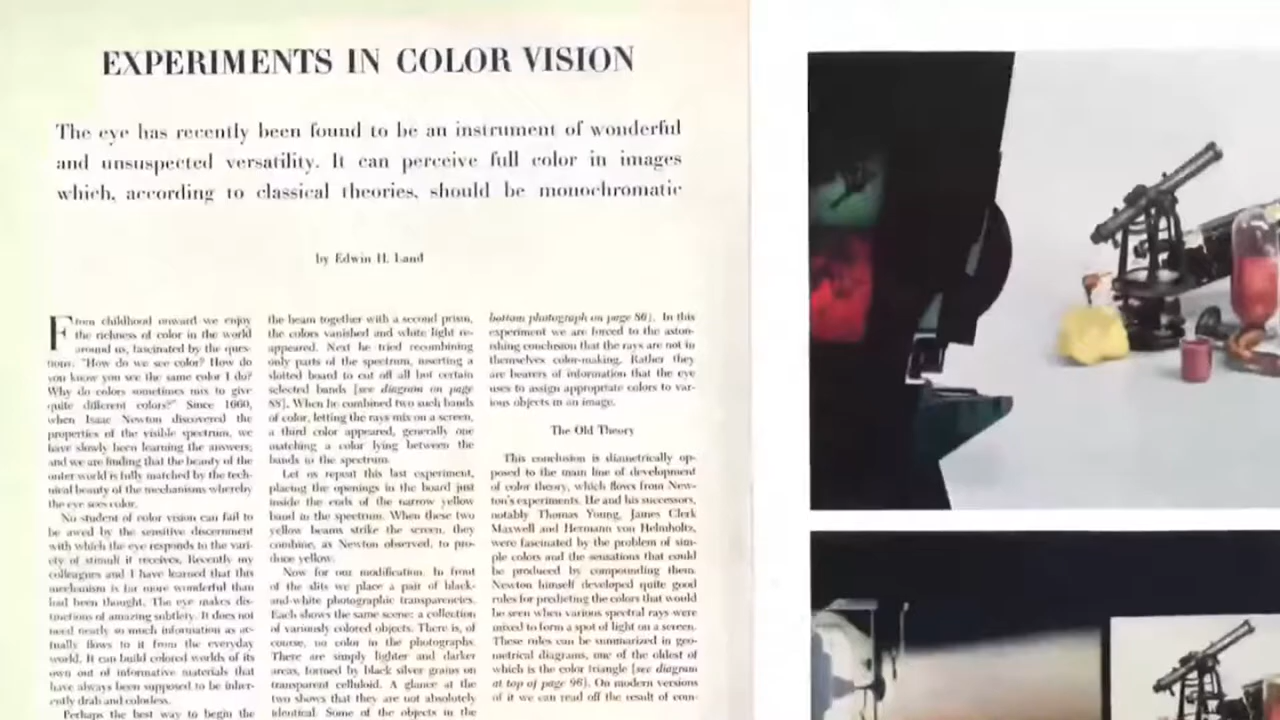 EXPERIMENTS IN COLOR VISION
The eye has recently been found to be an instrument of wonderful
and unsuspected versatility. It can perceive full color in images
which, according to classical theories, should be monochromatic
by Edwin H. Land
From childhood onward we enjoy
the richness of color in the world
around us, fascinated by the ques-
tions: "How do we see color? How do
you know you see the same color I do?
Why do colors sometimes mix to give
quite different colors?" Since 1660,
when Isaac Newton discovered the
properties of the visible spectrum, we
have slowly been learning the answers;
and we are finding that the beauty of the
outer world is fully matched by the tech-
nical beauty of the mechanisms whereby
the eye sees color.
No student of color vision can fail to
be awed by the sensitive discernment
with which the eye responds to the vari-
ety of stimuli it receives. Recently my
colleagues and I have learned that this
mechanism is far more wonderful than
had been thought. The eye makes dis-
tinctions of amazing subtlety. It does not
need nearly so much information as ac-
tually flows to it from the everyday
world. It can build colored worlds of its
own out of informative materials that
have always been supposed to be inher-
ently drab and colorless.
Perhaps the best way to begin the
the beam together with a second prism,
the colors vanished and white light re-
appeared. Next he tried recombining
only parts of the spectrum, inserting a
slotted board to cut off all but certain
selected bands [see diagram on page
88]. When he combined two such bands
of color, letting the rays mix on a screen,
a third color appeared, generally one
matching a color lying between the
bands in the spectrum.
Let us repeat this last experiment,
placing the openings in the board just
inside the ends of the narrow yellow
band in the spectrum. When these two
yellow beams strike the screen, they
combine, as Newton observed, to pro-
duce yellow.
Now for our modification. In front
of the slits we place a pair of black-
and-white photographic transparencies.
Each shows the same scene: a collection
of variously colored objects. There is, of
course, no color in the photographs.
There are simply lighter and darker
areas, formed by black silver grains on
transparent celluloid. A glance at the
two shows that they are not absolutely
identical. Some of the objects in the
bottom photograph on page 86]. In this
experiment we are forced to the aston-
ishing conclusion that the rays are not in
themselves color-making. Rather they
are bearers of information that the eye
uses to assign appropriate colors to var-
ious objects in an image.
The Old Theory
This conclusion is diametrically op-
posed to the main line of development
of color theory, which flows from New-
ton's experiments. He and his successors,
notably Thomas Young, James Clerk
Maxwell and Hermann von Helmholtz,
were fascinated by the problem of sim-
ple colors and the sensations that could
be produced by compounding them.
Newton himself developed quite good
rules for predicting the colors that would
be seen when various spectral rays were
mixed to form a spot of light on a screen.
These rules can be summarized in geo-
metrical diagrams, one of the oldest of
which is the color triangle [see diagram
at top of page 96]. On modern versions
of it we can read off the result of com-